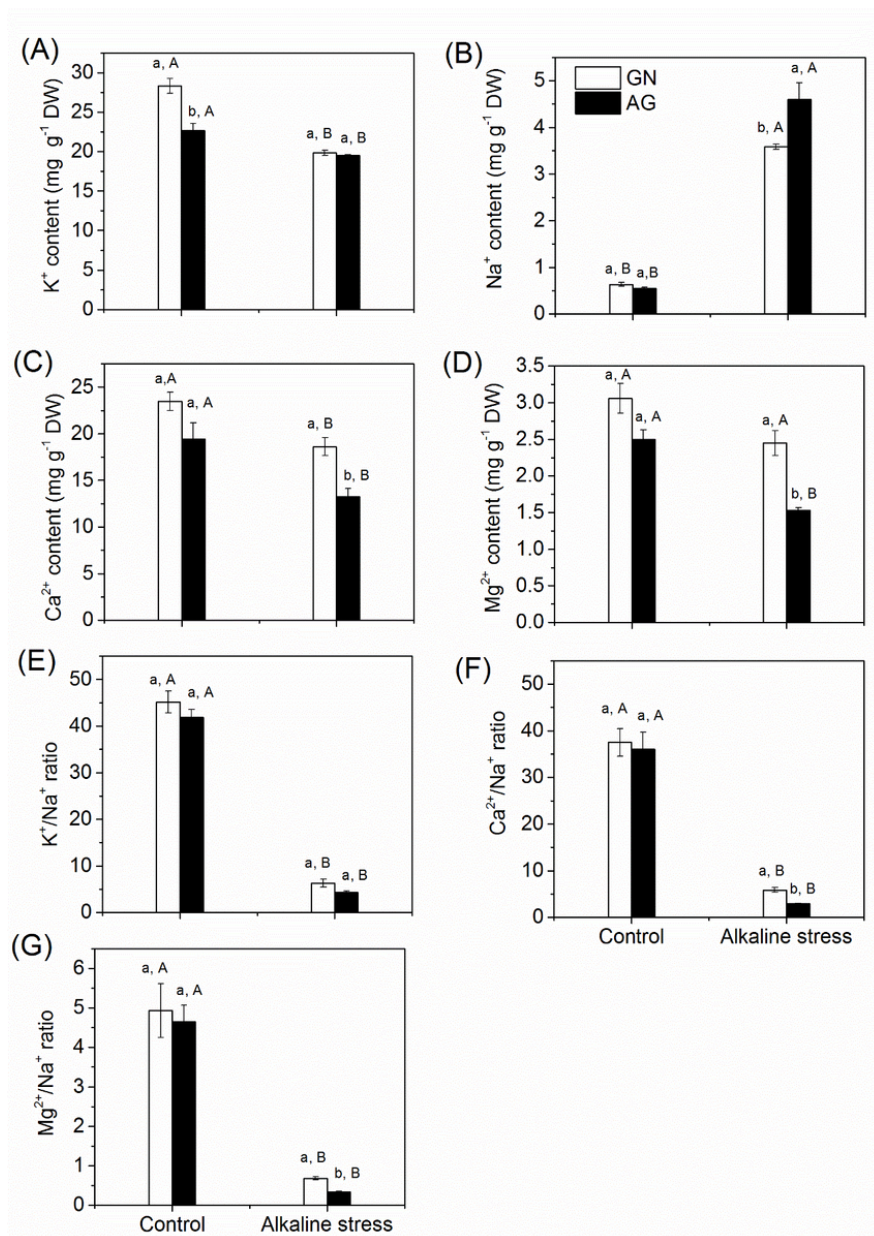 (A)
K⁺ content (mg g⁻¹ DW)
30
25
20
15
10
5
0
a, A
b, A
a, B
a, B
(B)
Na⁺ content (mg g⁻¹ DW)
5
4
3
2
1
0
GN
AG
a, B
a,B
b, A
a, A
(C)
Ca²⁺ content (mg g⁻¹ DW)
25
20
15
10
5
0
a,A
a, A
a, B
b, B
(D)
Mg²⁺ content (mg g⁻¹ DW)
3.5
3.0
2.5
2.0
1.5
1.0
0.5
0.0
a, A
a, A
a, A
b, B
(E)
K⁺/Na⁺ ratio
50
40
30
20
10
0
a, A
a, A
a, B
a, B
(F)
Ca²⁺/Na⁺ ratio
50
40
30
20
10
0
a, A
a, A
a, B
b, B
Control
Alkaline stress
(G)
Mg²⁺/Na⁺ ratio
6
5
4
3
2
1
0
a, A
a, A
a, B
b, B
Control
Alkaline stress